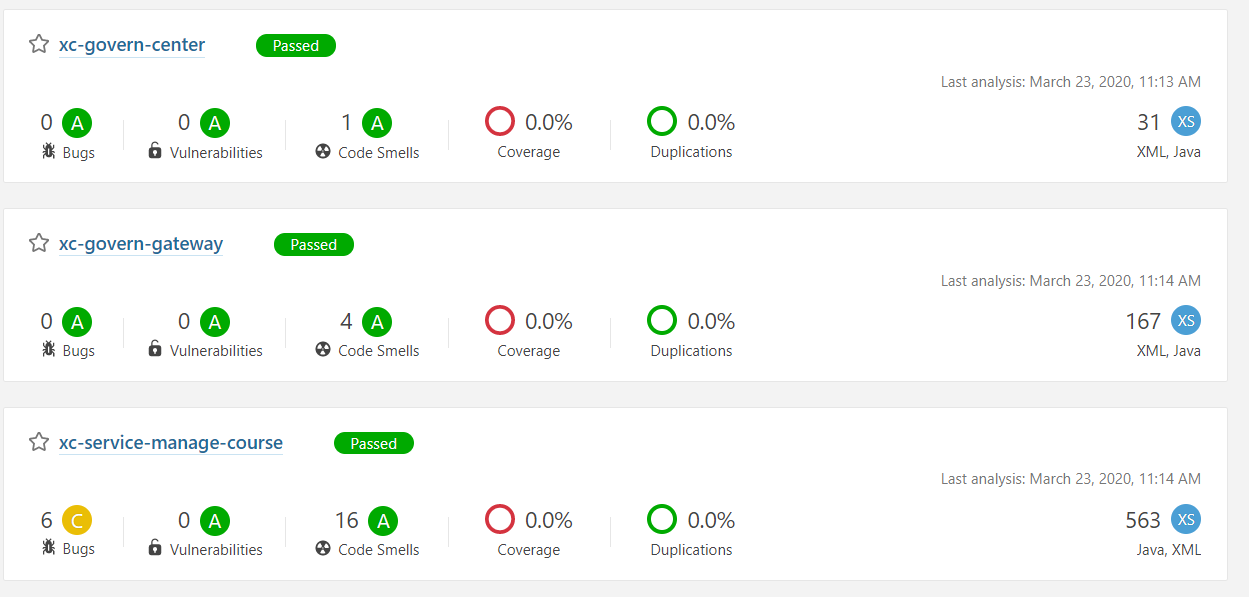 xc-govern-center Passed
Last analysis: March 23, 2020, 11:13 AM
0 A 0 A 1 A 0.0% 0.0% 31 XS
Bugs Vulnerabilities Code Smells Coverage Duplications XML, Java
xc-govern-gateway Passed
Last analysis: March 23, 2020, 11:14 AM
0 A 0 A 4 A 0.0% 0.0% 167 XS
Bugs Vulnerabilities Code Smells Coverage Duplications XML, Java
xc-service-manage-course Passed
Last analysis: March 23, 2020, 11:14 AM
6 C 0 A 16 A 0.0% 0.0% 563 XS
Bugs Vulnerabilities Code Smells Coverage Duplications Java, XML